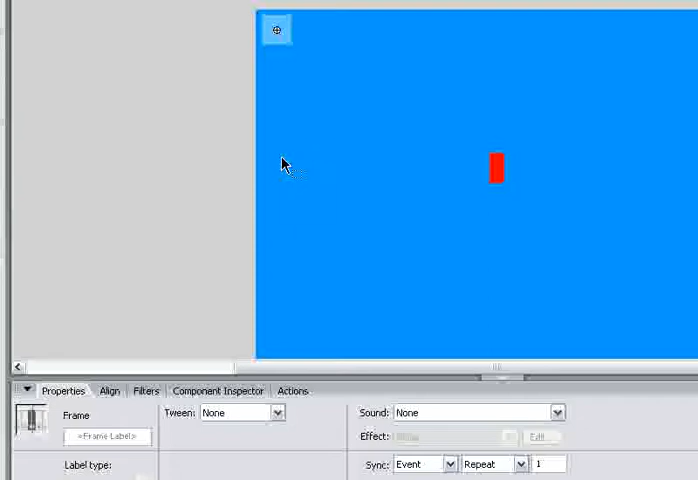 Properties Align Filters Component Inspector Actions
Frame Tween: None Sound: None
<Frame Label> Effect: None Edit...
Label type: Sync: Event Repeat 1